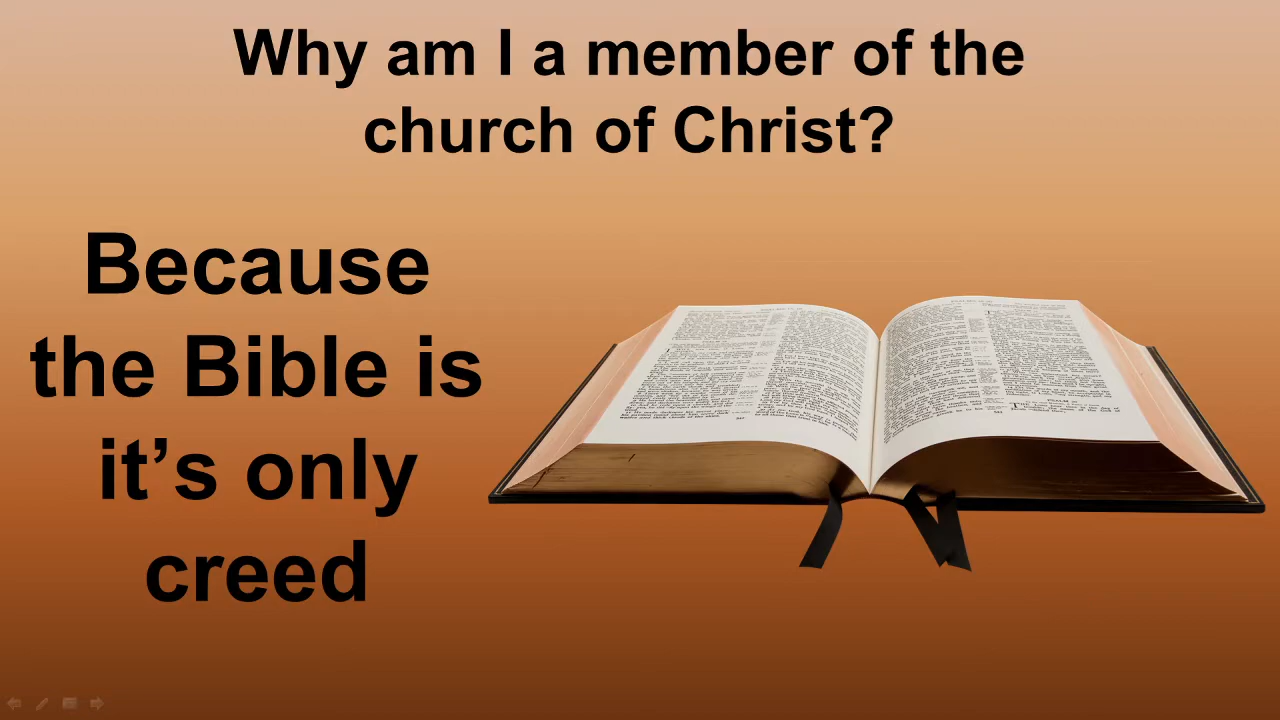 Why am I a member of the
church of Christ?
Because
the Bible is
it’s only
creed